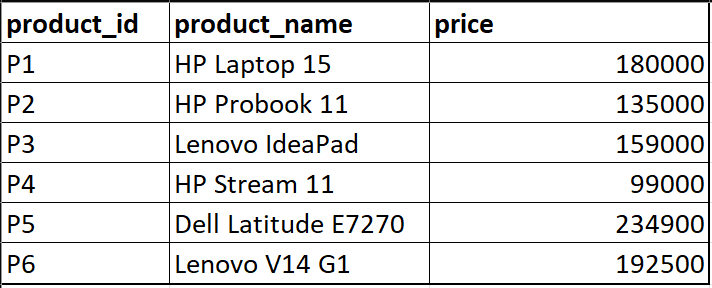 product_id product_name price
P1 HP Laptop 15 180000
P2 HP Probook 11 135000
P3 Lenovo IdeaPad 159000
P4 HP Stream 11 99000
P5 Dell Latitude E7270 234900
P6 Lenovo V14 G1 192500